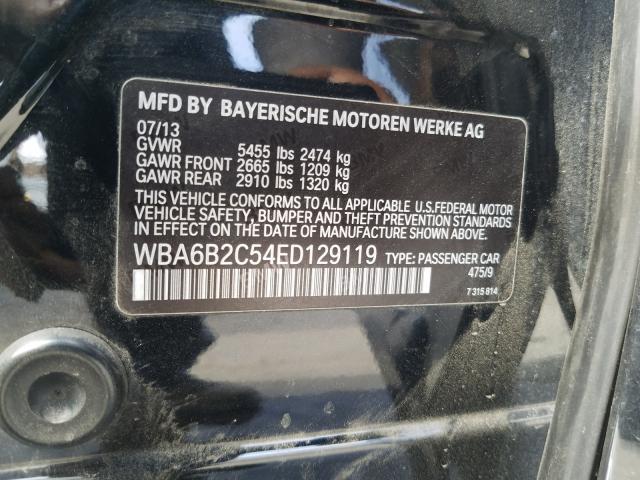 MFD BY BAYERISCHE MOTOREN WERKE AG
07/13
GVWR 5455 lbs 2474 kg
GAWR FRONT 2665 lbs 1209 kg
GAWR REAR 2910 lbs 1320 kg
THIS VEHICLE CONFORMS TO ALL APPLICABLE U.S.FEDERAL MOTOR
VEHICLE SAFETY, BUMPER AND THEFT PREVENTION STANDARDS
IN EFFECT ON THE DATE OF MANUFACTURE SHOWN ABOVE.
WBA6B2C54ED129119 TYPE: PASSENGER CAR
475/9
7 315 814